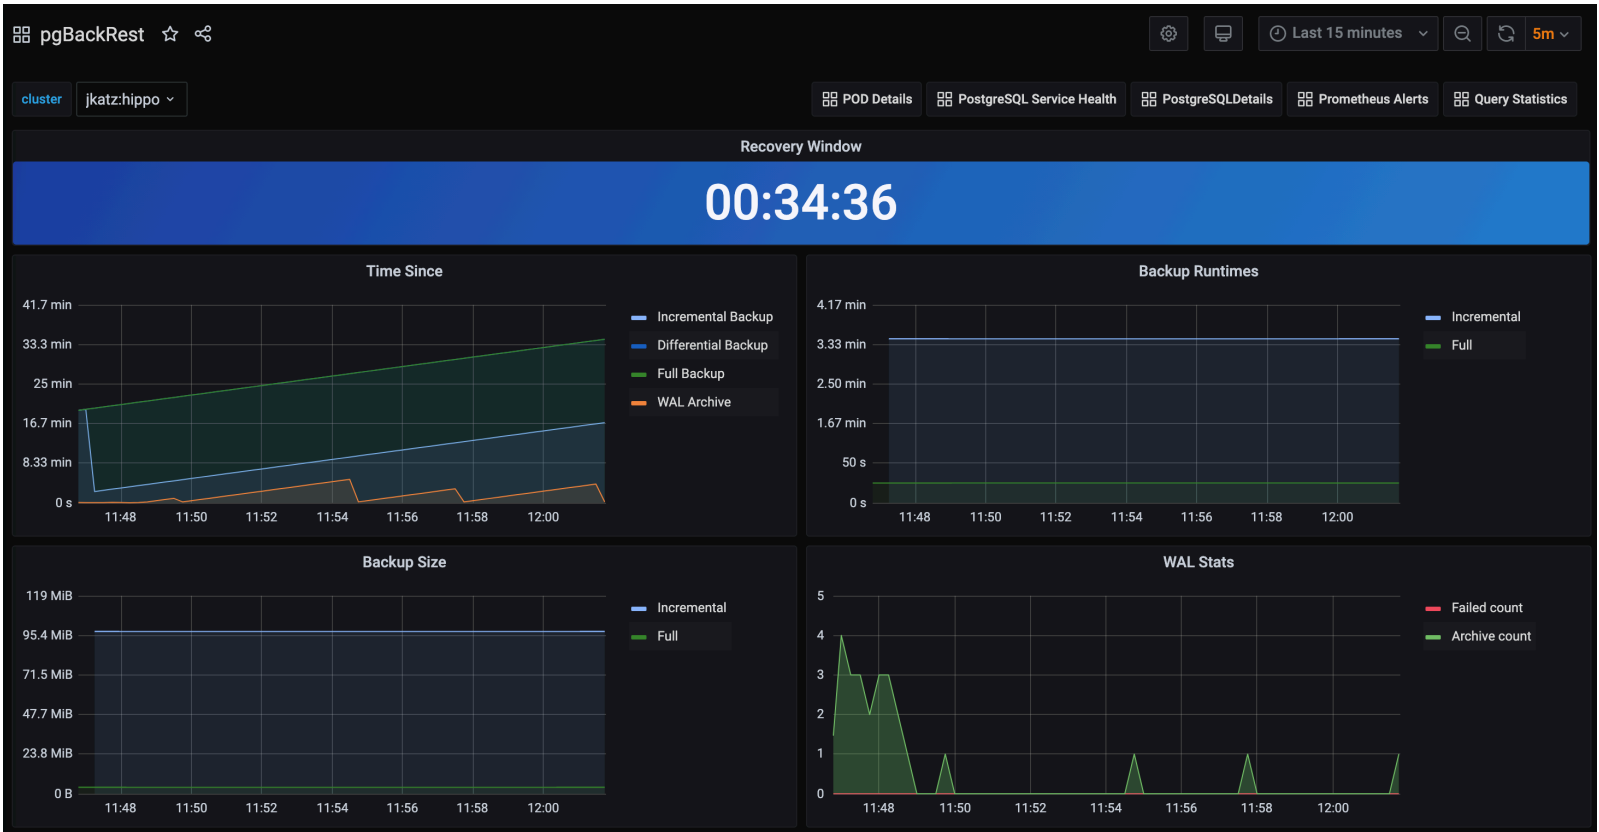 pgBackRest
Last 15 minutes
5m
cluster
jkatz:hippo
POD Details
PostgreSQL Service Health
PostgreSQLDetails
Prometheus Alerts
Query Statistics
Recovery Window
00:34:36
Time Since
41.7 min
33.3 min
25 min
16.7 min
8.33 min
0 s
11:48 11:50 11:52 11:54 11:56 11:58 12:00
Incremental Backup
Differential Backup
Full Backup
WAL Archive
Backup Runtimes
4.17 min
3.33 min
2.50 min
1.67 min
50 s
0 s
11:48 11:50 11:52 11:54 11:56 11:58 12:00
Incremental
Full
Backup Size
119 MiB
95.4 MiB
71.5 MiB
47.7 MiB
23.8 MiB
0 B
11:48 11:50 11:52 11:54 11:56 11:58 12:00
Incremental
Full
WAL Stats
5
4
3
2
1
0
11:48 11:50 11:52 11:54 11:56 11:58 12:00
Failed count
Archive count